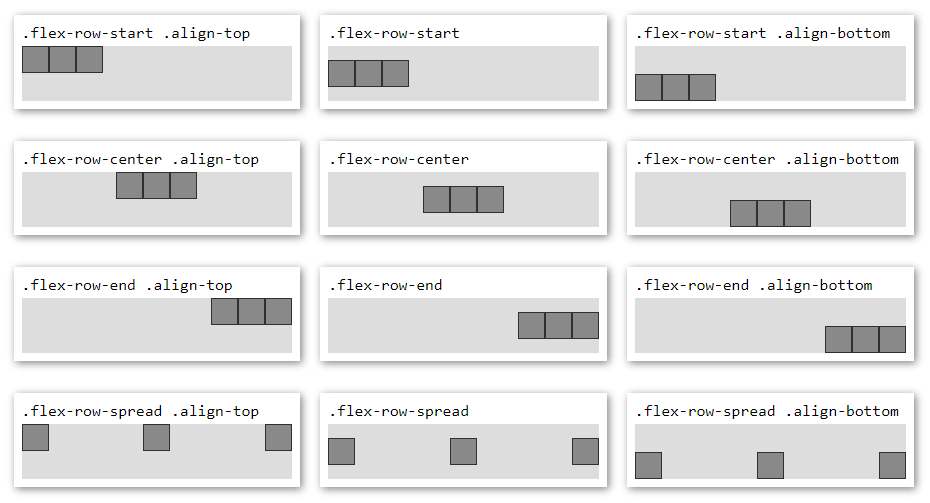 .flex-row-start .align-top
.flex-row-start
.flex-row-start .align-bottom
.flex-row-center .align-top
.flex-row-center
.flex-row-center .align-bottom
.flex-row-end .align-top
.flex-row-end
.flex-row-end .align-bottom
.flex-row-spread .align-top
.flex-row-spread
.flex-row-spread .align-bottom